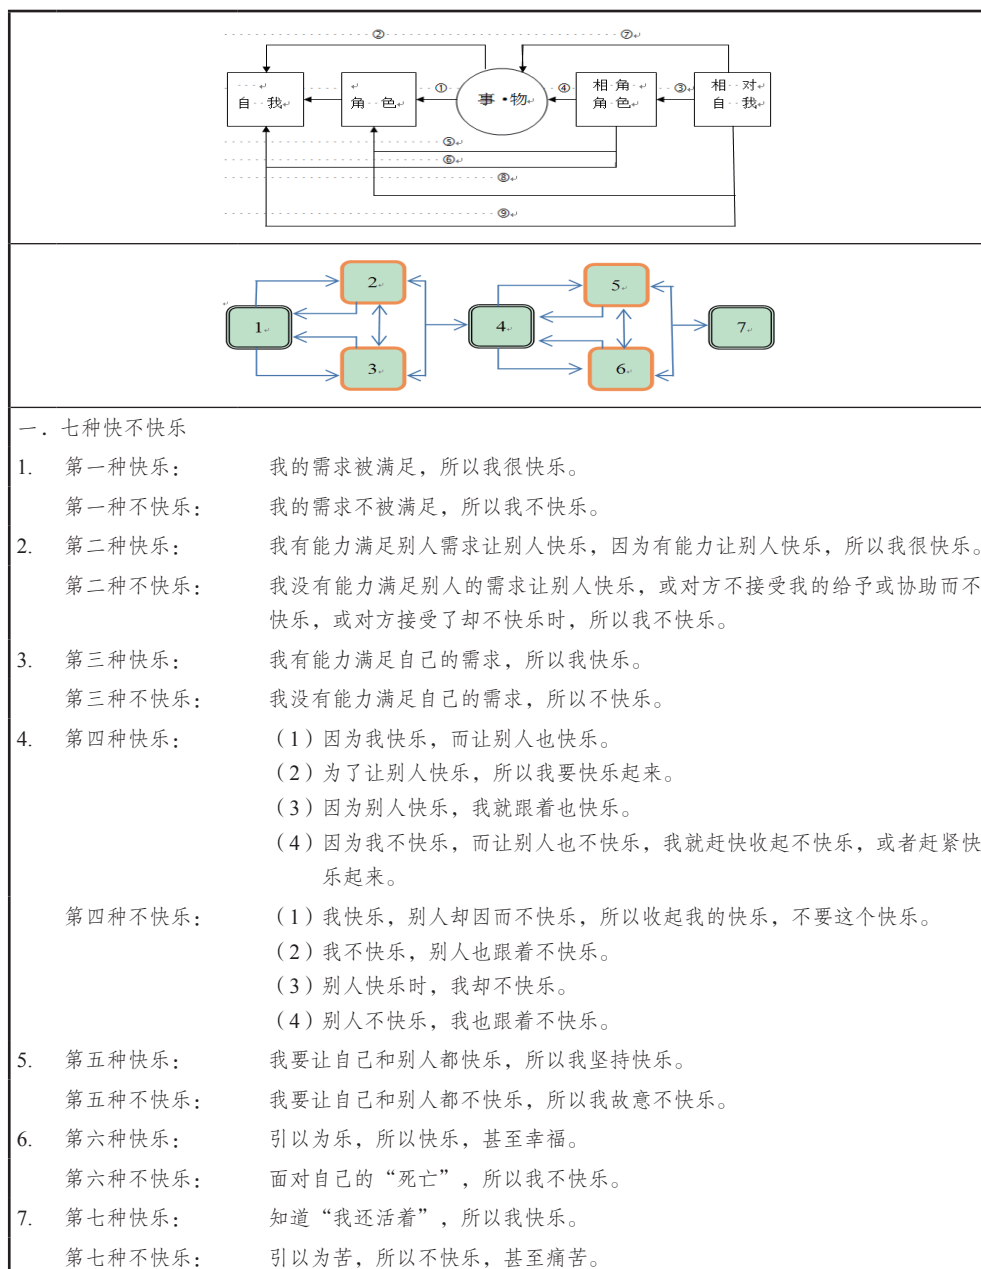 ② ⑦
自 我 角 色 ① 事·物 ④ 相 角 ③ 相 对
角 色 自 我
⑤
⑥
⑧
⑨
2 5
1 4 7
3 6
一．七种快不快乐
1. 第一种快乐： 我的需求被满足，所以我很快乐。
第一种不快乐： 我的需求不被满足，所以我不快乐。
2. 第二种快乐： 我有能力满足别人需求让别人快乐，因为有能力让别人快乐，所以我很快乐。
第二种不快乐： 我没有能力满足别人的需求让别人快乐，或对方不接受我的给予或协助而不
快乐，或对方接受了却不快乐时，所以我不快乐。
3. 第三种快乐： 我有能力满足自己的需求，所以我快乐。
第三种不快乐： 我没有能力满足自己的需求，所以不快乐。
4. 第四种快乐： （1）因为我快乐，而让别人也快乐。
（2）为了让别人快乐，所以我要快乐起来。
（3）因为别人快乐，我就跟着也快乐。
（4）因为我不快乐，而让别人也不快乐，我就赶快收起不快乐，或者赶紧快
乐起来。
第四种不快乐： （1）我快乐，别人却因而不快乐，所以收起我的快乐，不要这个快乐。
（2）我不快乐，别人也跟着不快乐。
（3）别人快乐时，我却不快乐。
（4）别人不快乐，我也跟着不快乐。
5. 第五种快乐： 我要让自己和别人都快乐，所以我坚持快乐。
第五种不快乐： 我要让自己和别人都不快乐，所以我故意不快乐。
6. 第六种快乐： 引以为乐，所以快乐，甚至幸福。
第六种不快乐： 面对自己的“死亡”，所以我不快乐。
7. 第七种快乐： 知道“我还活着”，所以我快乐。
第七种不快乐： 引以为苦，所以不快乐，甚至痛苦。